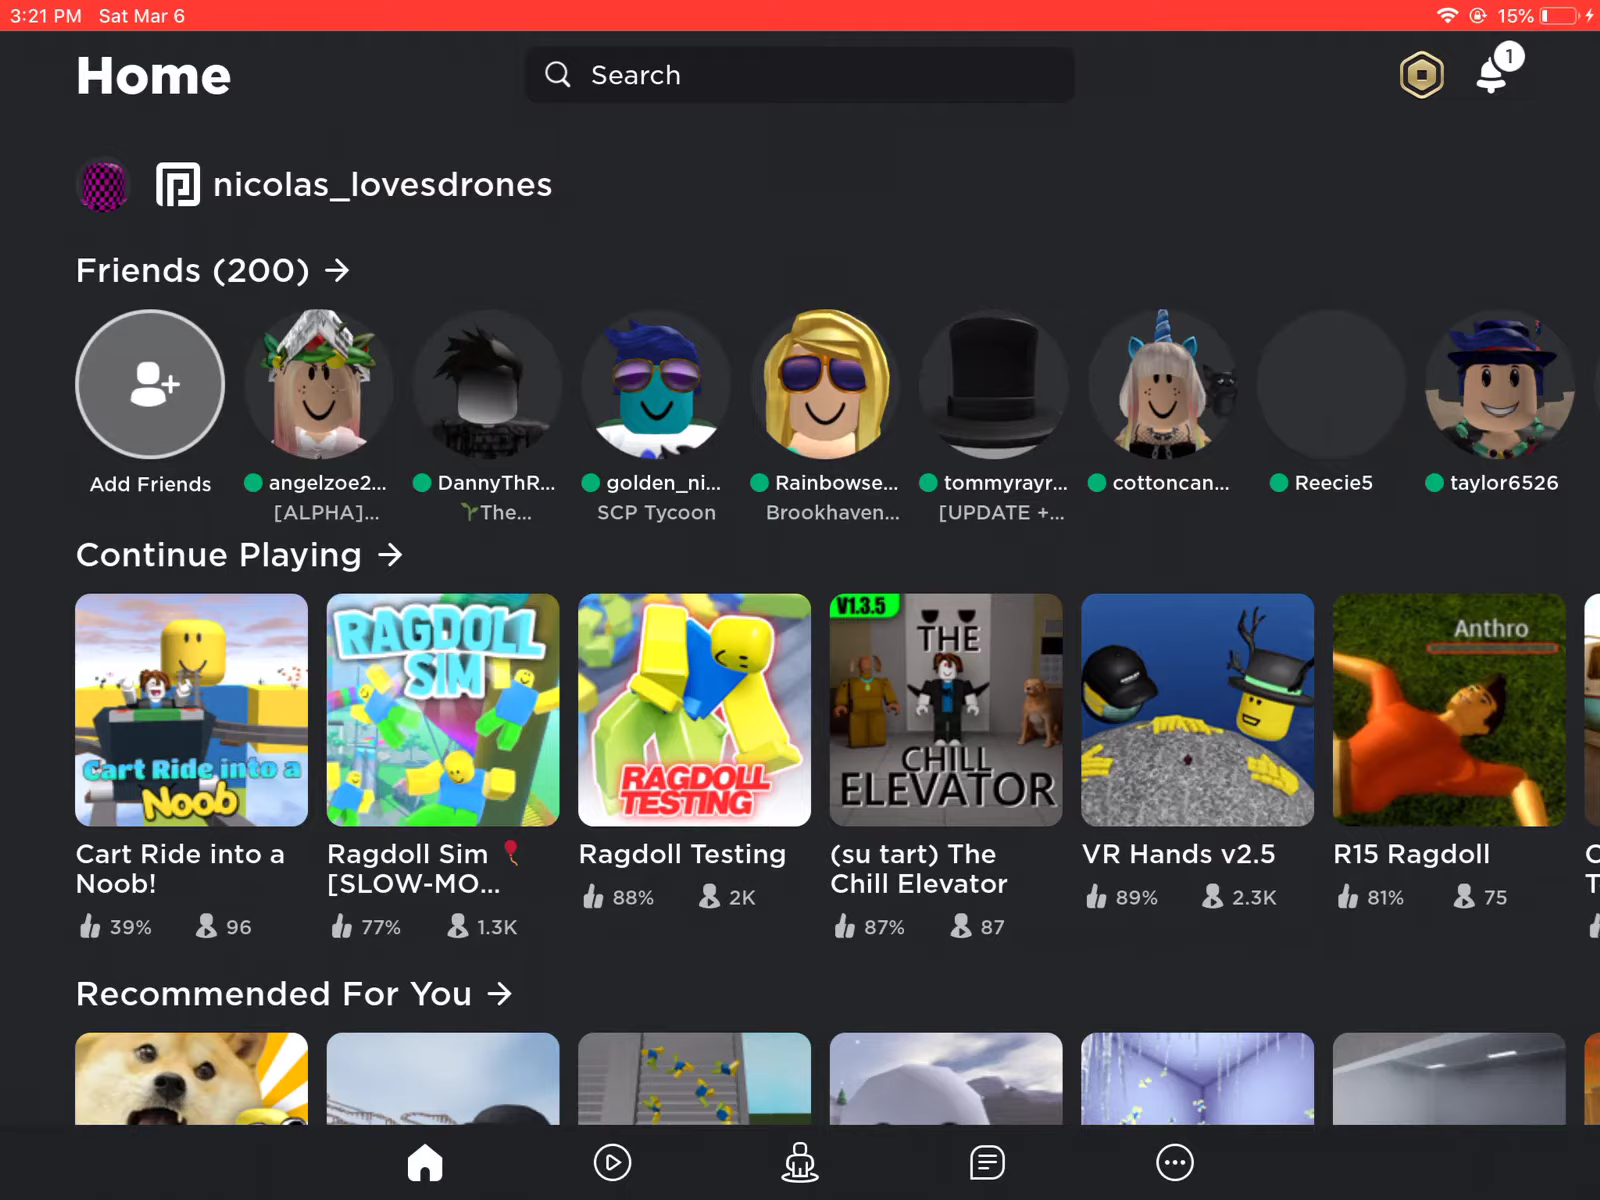 3:21 PM Sat Mar 6
15%
Home
Search
1
nicolas_lovesdrones
Friends (200)
Add Friends
angelzoe2...
[ALPHA]...
DannyThR...
The...
golden_ni...
SCP Tycoon
Rainbowse...
Brookhaven...
tommyrayr...
[UPDATE +...
cottoncan...
Reecie5
taylor6526
Continue Playing
Cart Ride into a
Noob
RAGDOLL
SIM
RAGDOLL
TESTING
V1.3.5
THE
CHILL
ELEVATOR
Anthro
Cart Ride into a
Noob!
39% 96
Ragdoll Sim
[SLOW-MO...
77% 1.3K
Ragdoll Testing
88% 2K
(su tart) The
Chill Elevator
87% 87
VR Hands v2.5
89% 2.3K
R15 Ragdoll
81% 75
Recommended For You